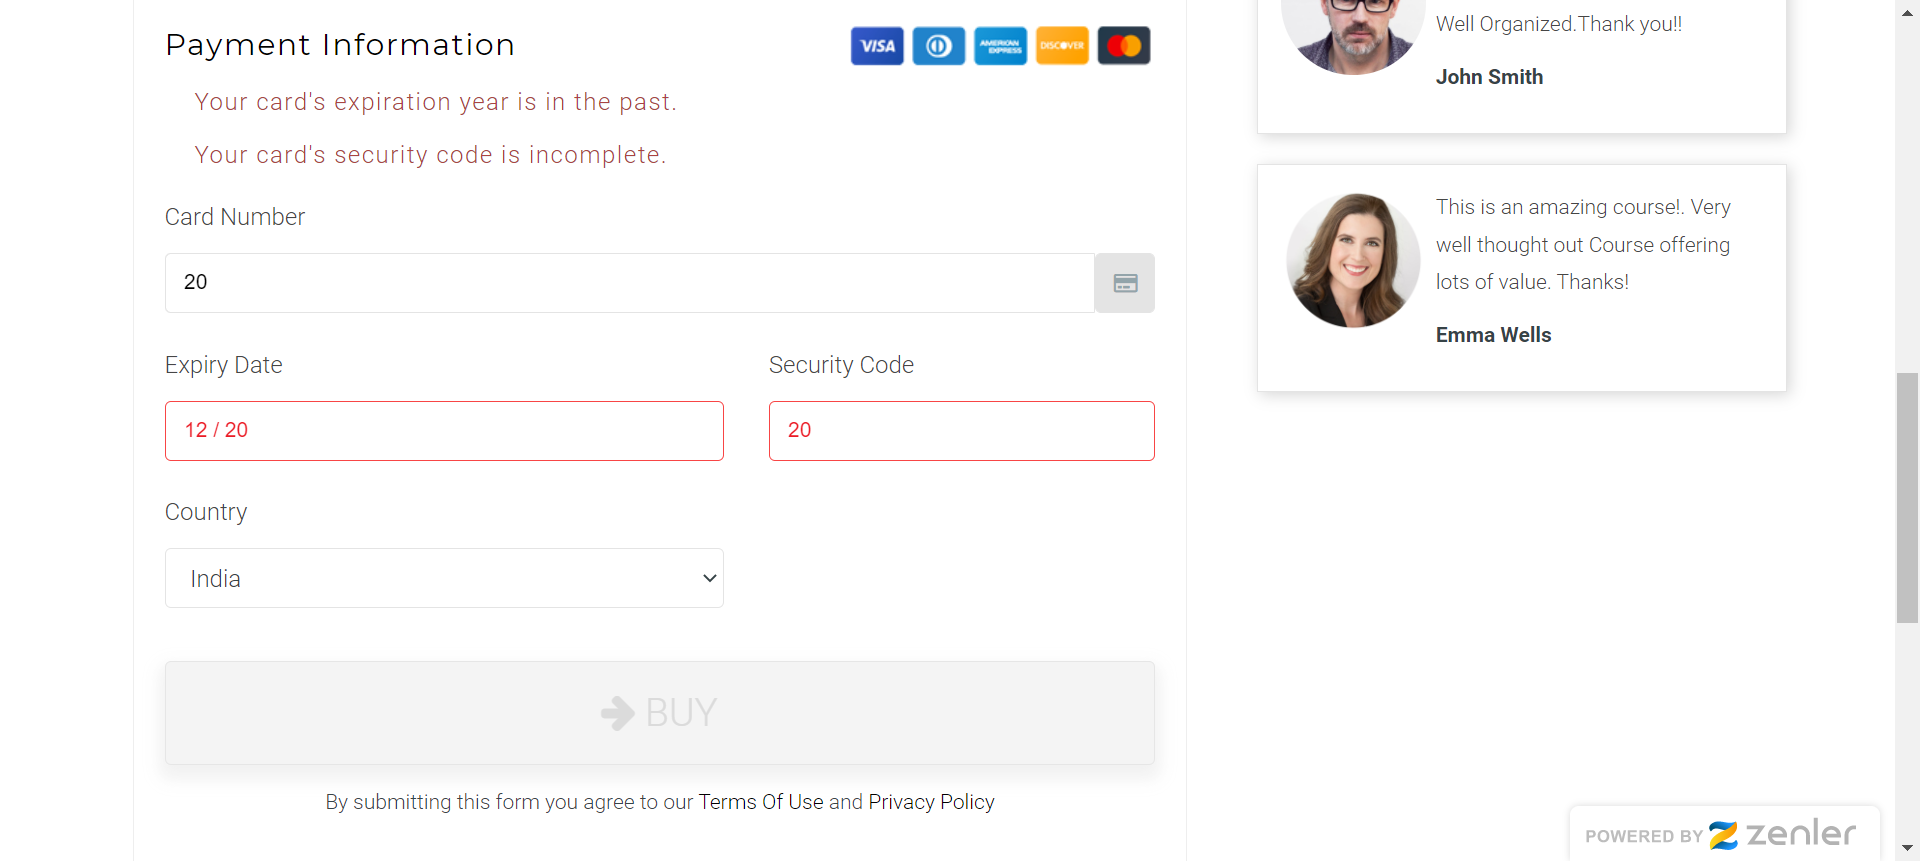 Payment Information
VISA
AMERICAN
EXPRESS
DISCOVER
Your card's expiration year is in the past.
Your card's security code is incomplete.
Card Number
20
Expiry Date
Security Code
12 / 20
20
Country
India
BUY
By submitting this form you agree to our Terms Of Use and Privacy Policy
Well Organized.Thank you!!
John Smith
This is an amazing course!. Very
well thought out Course offering
lots of value. Thanks!
Emma Wells
POWERED BY zenler